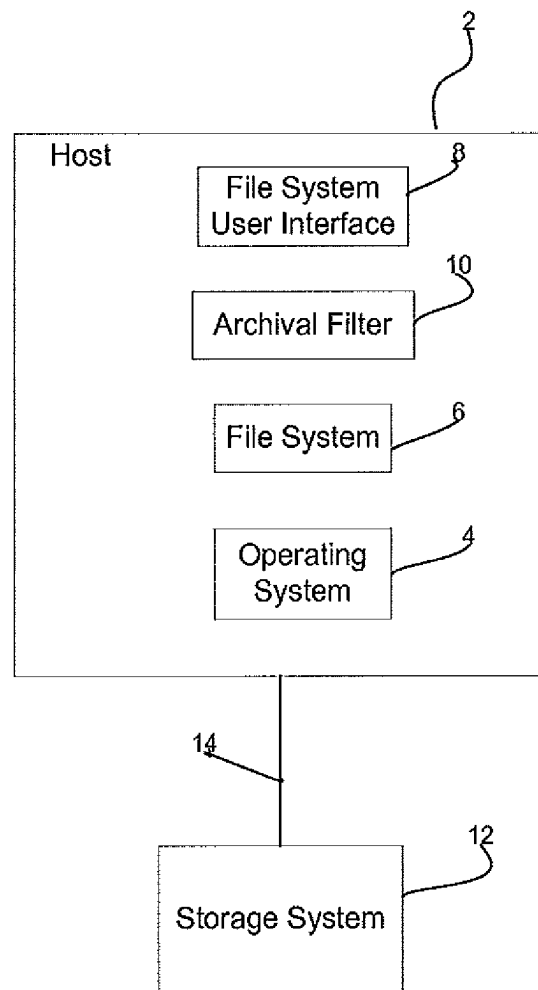 2
Host
8
File System
User Interface
10
Archival Filter
6
File System
4
Operating
System
14
12
Storage System